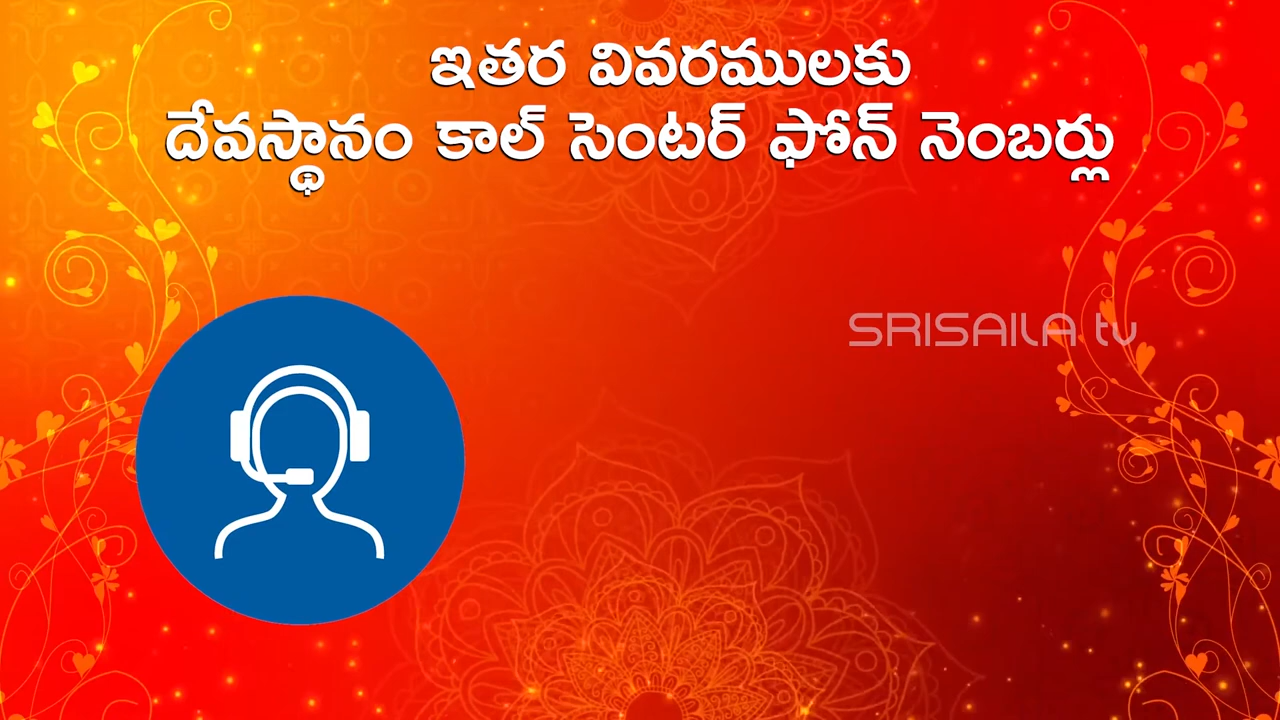 ఇతర వివరములకు
దేవస్థానం కాల్ సెంటర్ ఫోన్ నెంబర్లు
SRISAILA tv